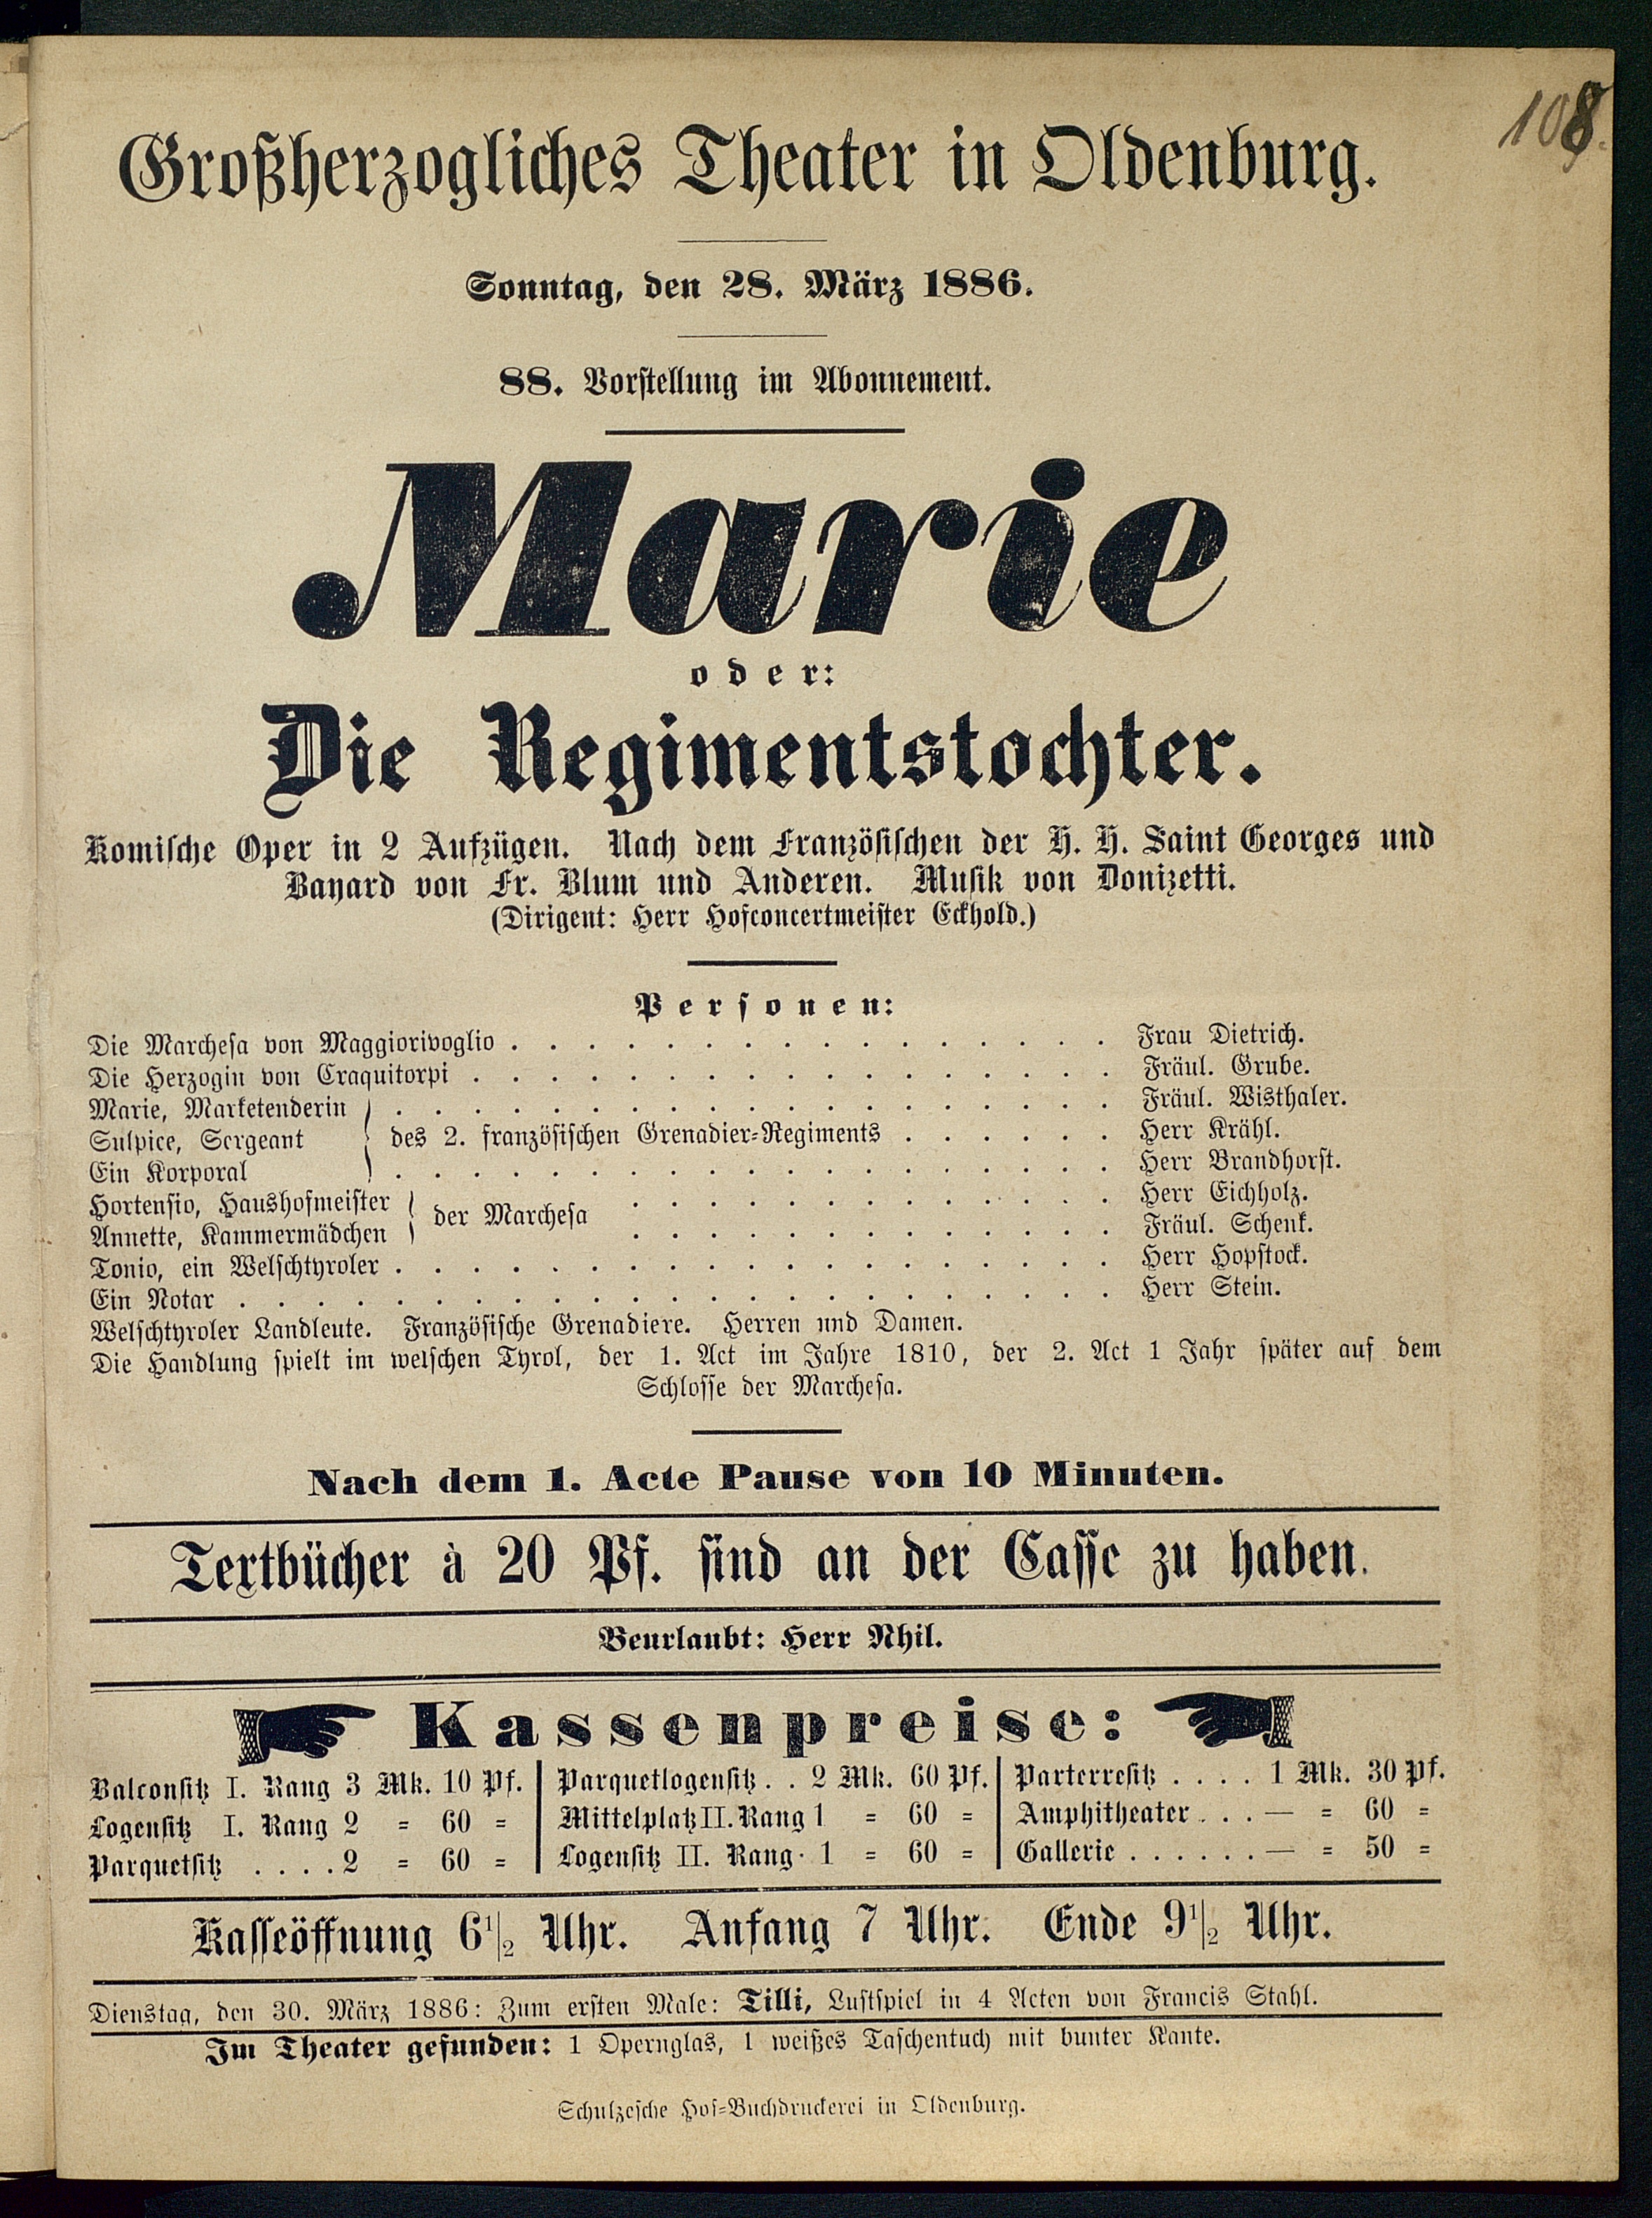 108.
Großherzogliches Theater in Oldenburg.
Sonntag, den 28. März 1886.
88. Vorstellung im Abonnement.
Marie
oder:
Die Regimentstochter.
Komische Oper in 2 Aufzügen. Nach dem Französischen der H. H. Saint Georges und
Bayard von Fr. Blum und Anderen. Musik von Donizetti.
(Dirigent: Herr Hofconcertmeister Eckhold.)
Personen:
Die Marchesa von Maggiorivoglio . . . . . . . . . . . . . . . . Frau Dietrich.
Die Herzogin von Craquitorpi . . . . . . . . . . . . . . . . . Fräul. Grube.
Marie, Marketenderin . . . . . . . . . . . . . . . . . . . Fräul. Wisthaler.
Sulpice, Sergeant des 2. französischen Grenadier=Regiments . . . . . . Herr Krähl.
Ein Korporal . . . . . . . . . . . . . . . . . . . Herr Brandhorst.
Hortensio, Haushofmeister . . . . . . . . . . . . . Herr Eichholz.
der Marchesa
Annette, Kammermädchen . . . . . . . . . . . . . Fräul. Schenk.
Tonio, ein Welschtyroler . . . . . . . . . . . . . . . . . . . Herr Hopstock.
Ein Notar . . . . . . . . . . . . . . . . . . . . . . . Herr Stein.
Welschtyroler Landleute. Französische Grenadiere. Herren und Damen.
Die Handlung spielt im welschen Tyrol, der 1. Act im Jahre 1810, der 2. Act 1 Jahr später auf dem
Schlosse der Marchesa.
Nach dem 1. Acte Pause von 10 Minuten.
Textbücher à 20 Pf. sind an der Casse zu haben.
Beurlaubt: Herr Rhil.
Kassenpreise:
Balconsitz I. Rang 3 Mk. 10 Pf. | Parquetlogensitz . . 2 Mk. 60 Pf. | Parterresitz . . . . 1 Mk. 30 Pf.
Logensitz I. Rang 2 = 60 = | Mittelplatz II. Rang 1 = 60 = | Amphitheater . . . — = 60 =
Parquetsitz . . . . 2 = 60 = | Logensitz II. Rang . 1 = 60 = | Gallerie . . . . . . — = 50 =
Kasseöffnung 6 1/2 Uhr. Anfang 7 Uhr. Ende 9 1/2 Uhr.
Dienstag, den 30. März 1886: Zum ersten Male: Tilli, Lustspiel in 4 Acten von Francis Stahl.
Im Theater gefunden: 1 Opernglas, 1 weißes Taschentuch mit bunter Kante.
Schulzesche Hof=Buchdruckerei in Oldenburg.